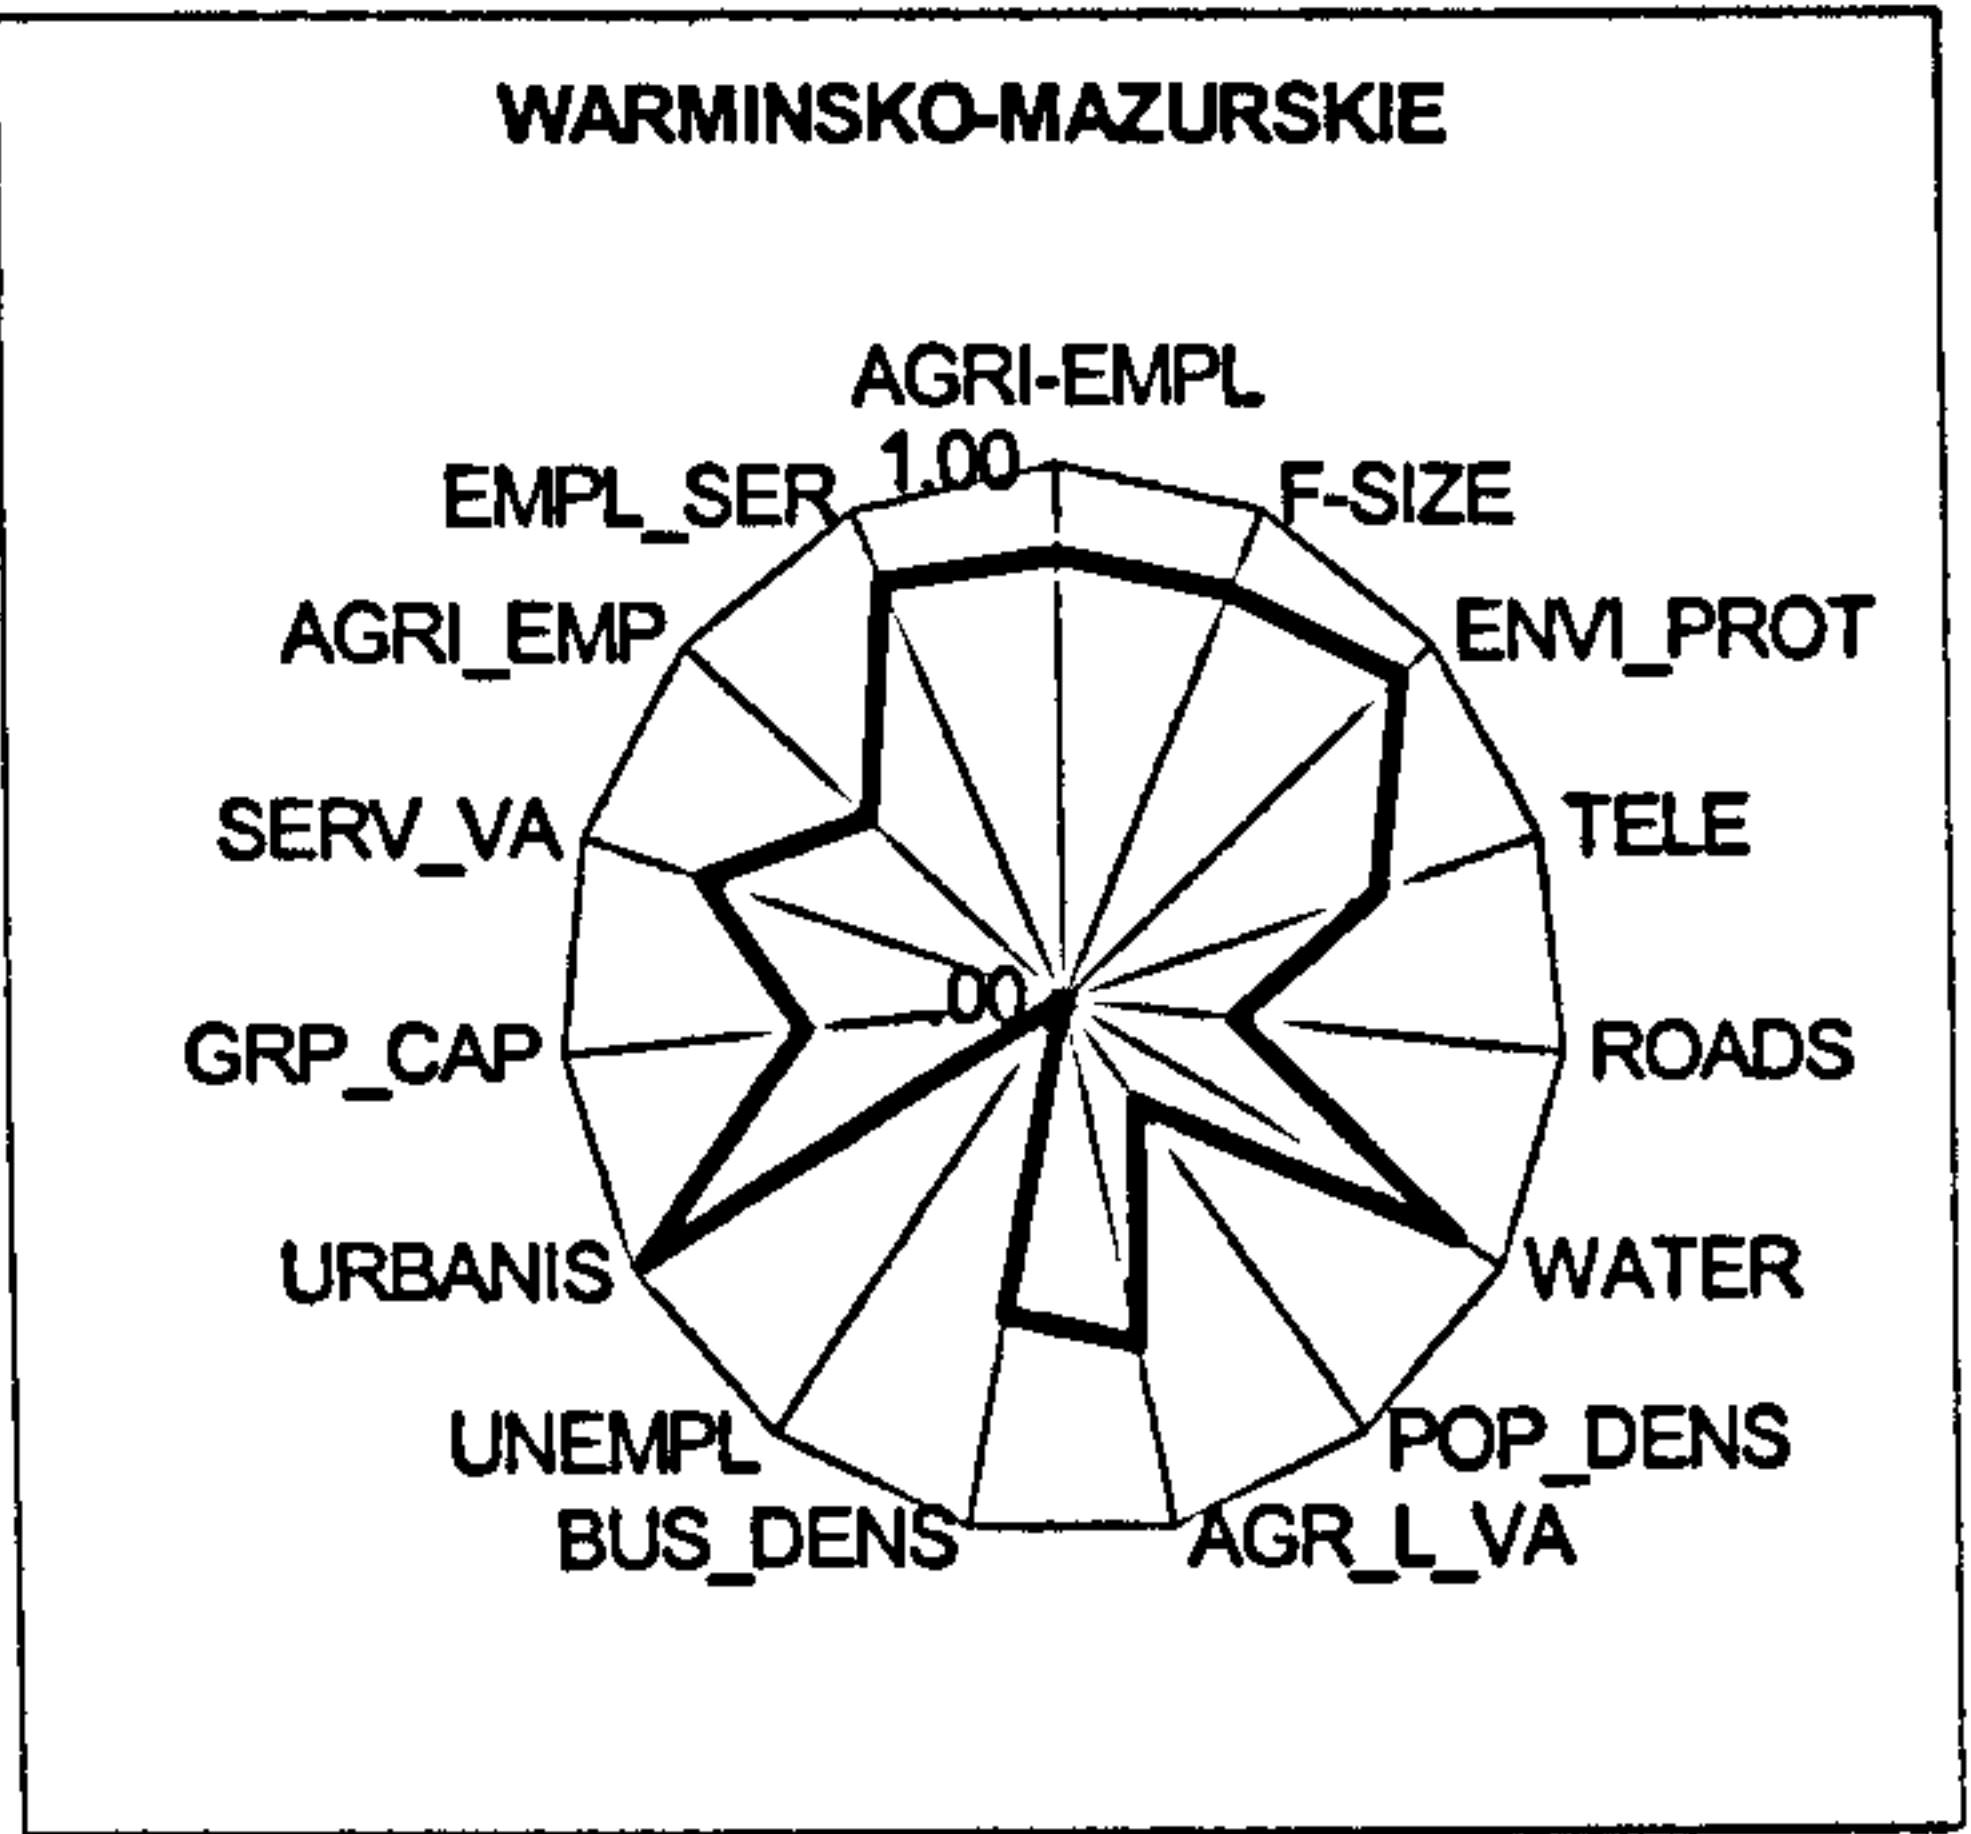 WARMINSKO-MAZURSKIE
AGRI-EMPL
1.00
EMPL_SER
F-SIZE
AGRI_EMP
ENVI_PROT
SERV_VA
TELE
.00
GRP_CAP
ROADS
URBANIS
WATER
UNEMPL
POP_DENS
BUS_DENS
AGR_L_VA